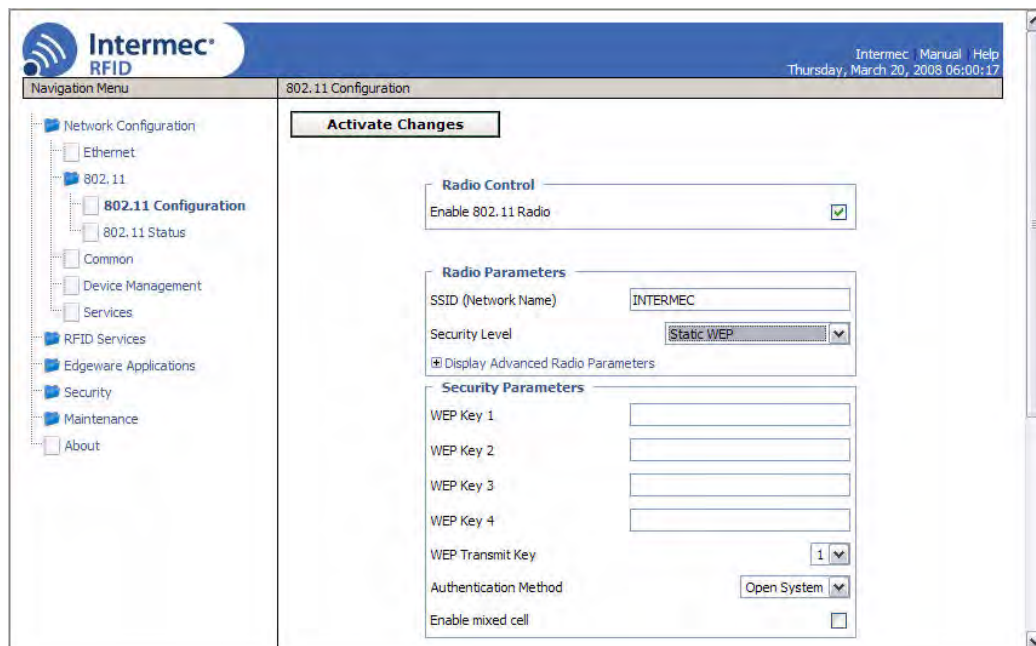 Intermec®
RFID
Intermec | Manual | Help
Thursday, March 20, 2008 06:00:17
Navigation Menu
802.11 Configuration
Network Configuration
Ethernet
802.11
802.11 Configuration
802.11 Status
Common
Device Management
Services
RFID Services
Edgeware Applications
Security
Maintenance
About
Activate Changes
Radio Control
Enable 802.11 Radio
Radio Parameters
SSID (Network Name) INTERMEC
Security Level Static WEP
Display Advanced Radio Parameters
Security Parameters
WEP Key 1
WEP Key 2
WEP Key 3
WEP Key 4
WEP Transmit Key 1
Authentication Method Open System
Enable mixed cell